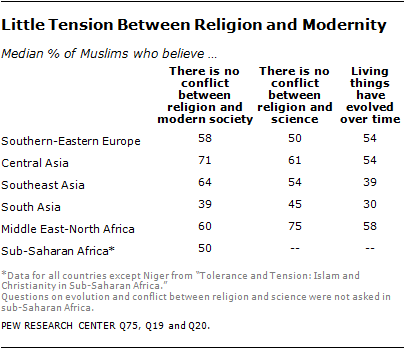 Little Tension Between Religion and Modernity
Median % of Muslims who believe …
There is no conflict between religion and modern society
There is no conflict between religion and science
Living things have evolved over time
Southern-Eastern Europe 58 50 54
Central Asia 71 61 54
Southeast Asia 64 54 39
South Asia 39 45 30
Middle East-North Africa 60 75 58
Sub-Saharan Africa* 50 -- --
*Data for all countries except Niger from “Tolerance and Tension: Islam and
Christianity in Sub-Saharan Africa.”
Questions on evolution and conflict between religion and science were not asked in
sub-Saharan Africa.
PEW RESEARCH CENTER Q75, Q19 and Q20.